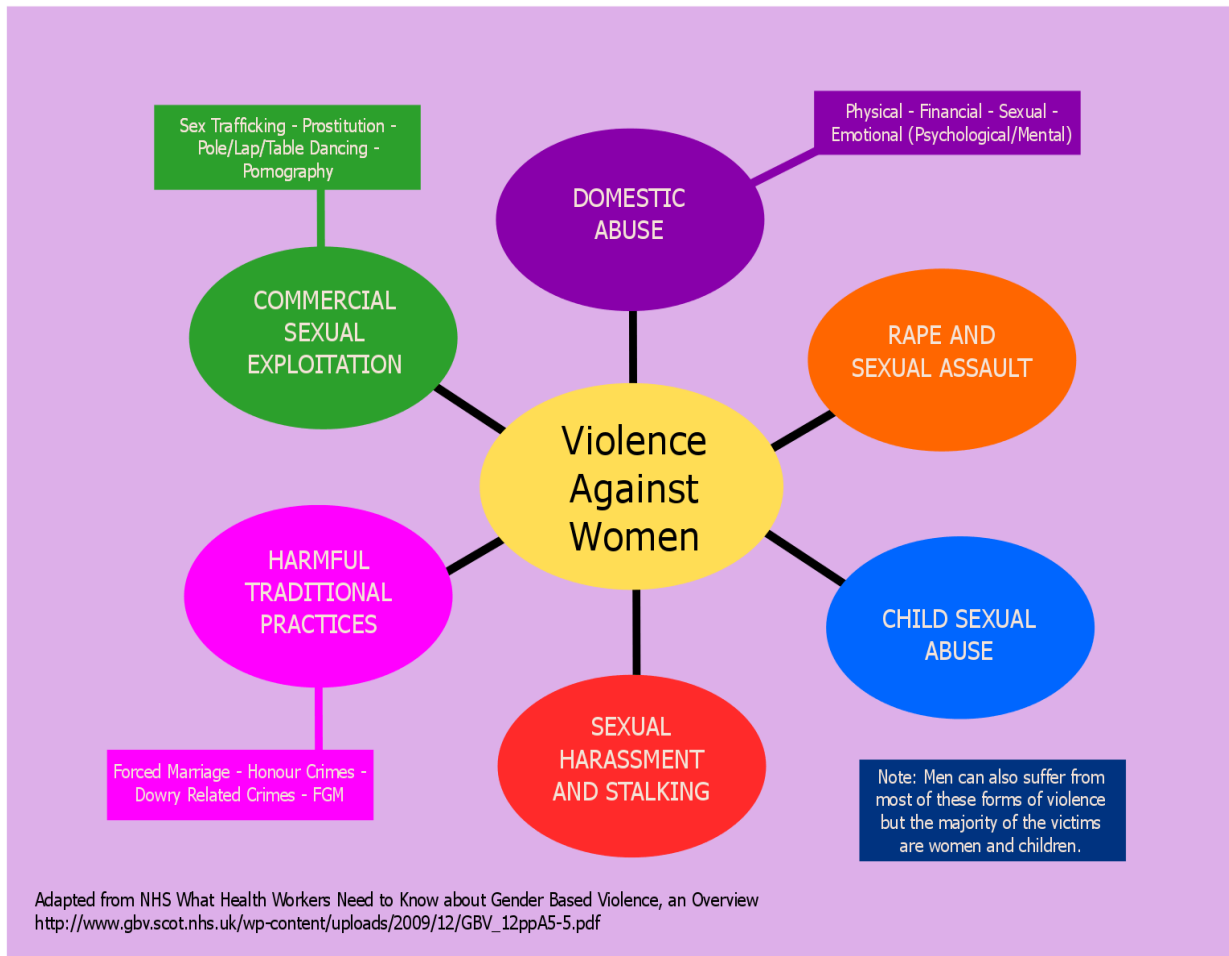 Sex Trafficking - Prostitution -
Pole/Lap/Table Dancing -
Pornography
Physical - Financial - Sexual -
Emotional (Psychological/Mental)
DOMESTIC
ABUSE
COMMERCIAL
SEXUAL
EXPLOITATION
RAPE AND
SEXUAL ASSAULT
Violence
Against
Women
HARMFUL
TRADITIONAL
PRACTICES
CHILD SEXUAL
ABUSE
SEXUAL
HARASSMENT
AND STALKING
Forced Marriage - Honour Crimes -
Dowry Related Crimes - FGM
Note: Men can also suffer from
most of these forms of violence
but the majority of the victims
are women and children.
Adapted from NHS What Health Workers Need to Know about Gender Based Violence, an Overview
http://www.gbv.scot.nhs.uk/wp-content/uploads/2009/12/GBV_12ppA5-5.pdf